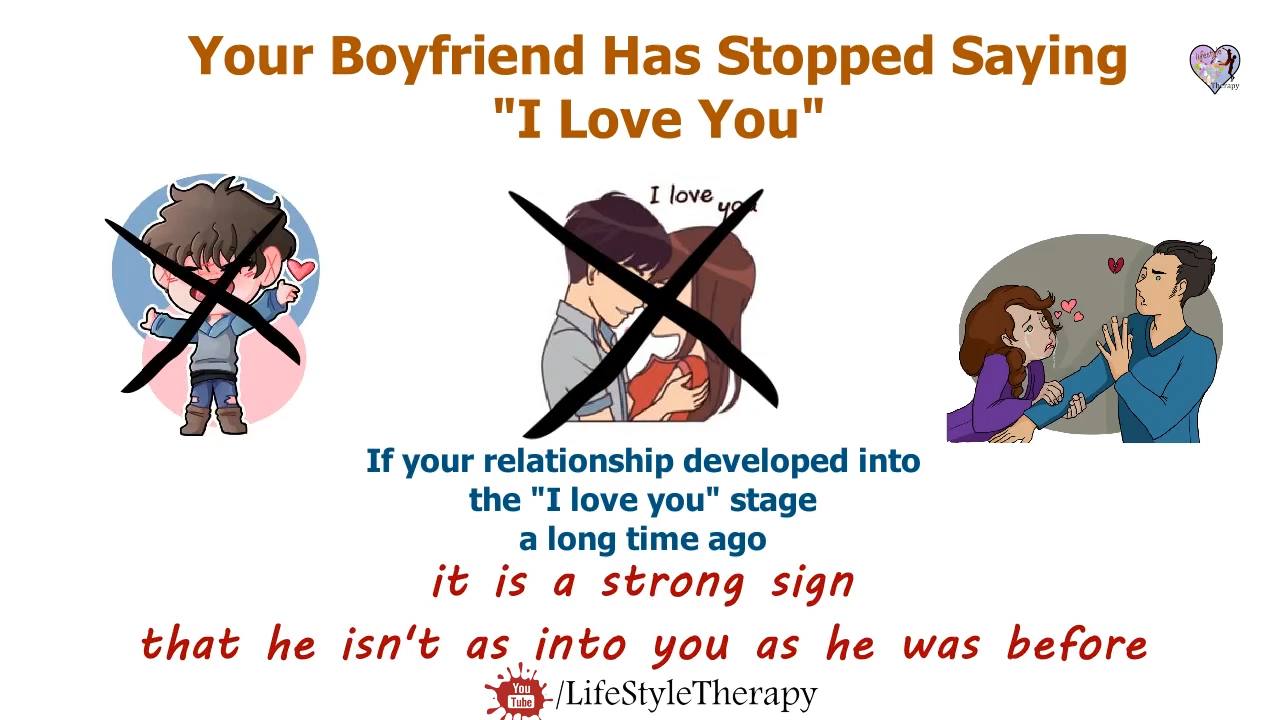 Your Boyfriend Has Stopped Saying
"I Love You"
lifestyle
Therapy
I love you
If your relationship developed into
the "I love you" stage
a long time ago
it is a strong sign
that he isn't as into you as he was before
You
Tube
/LifeStyleTherapy